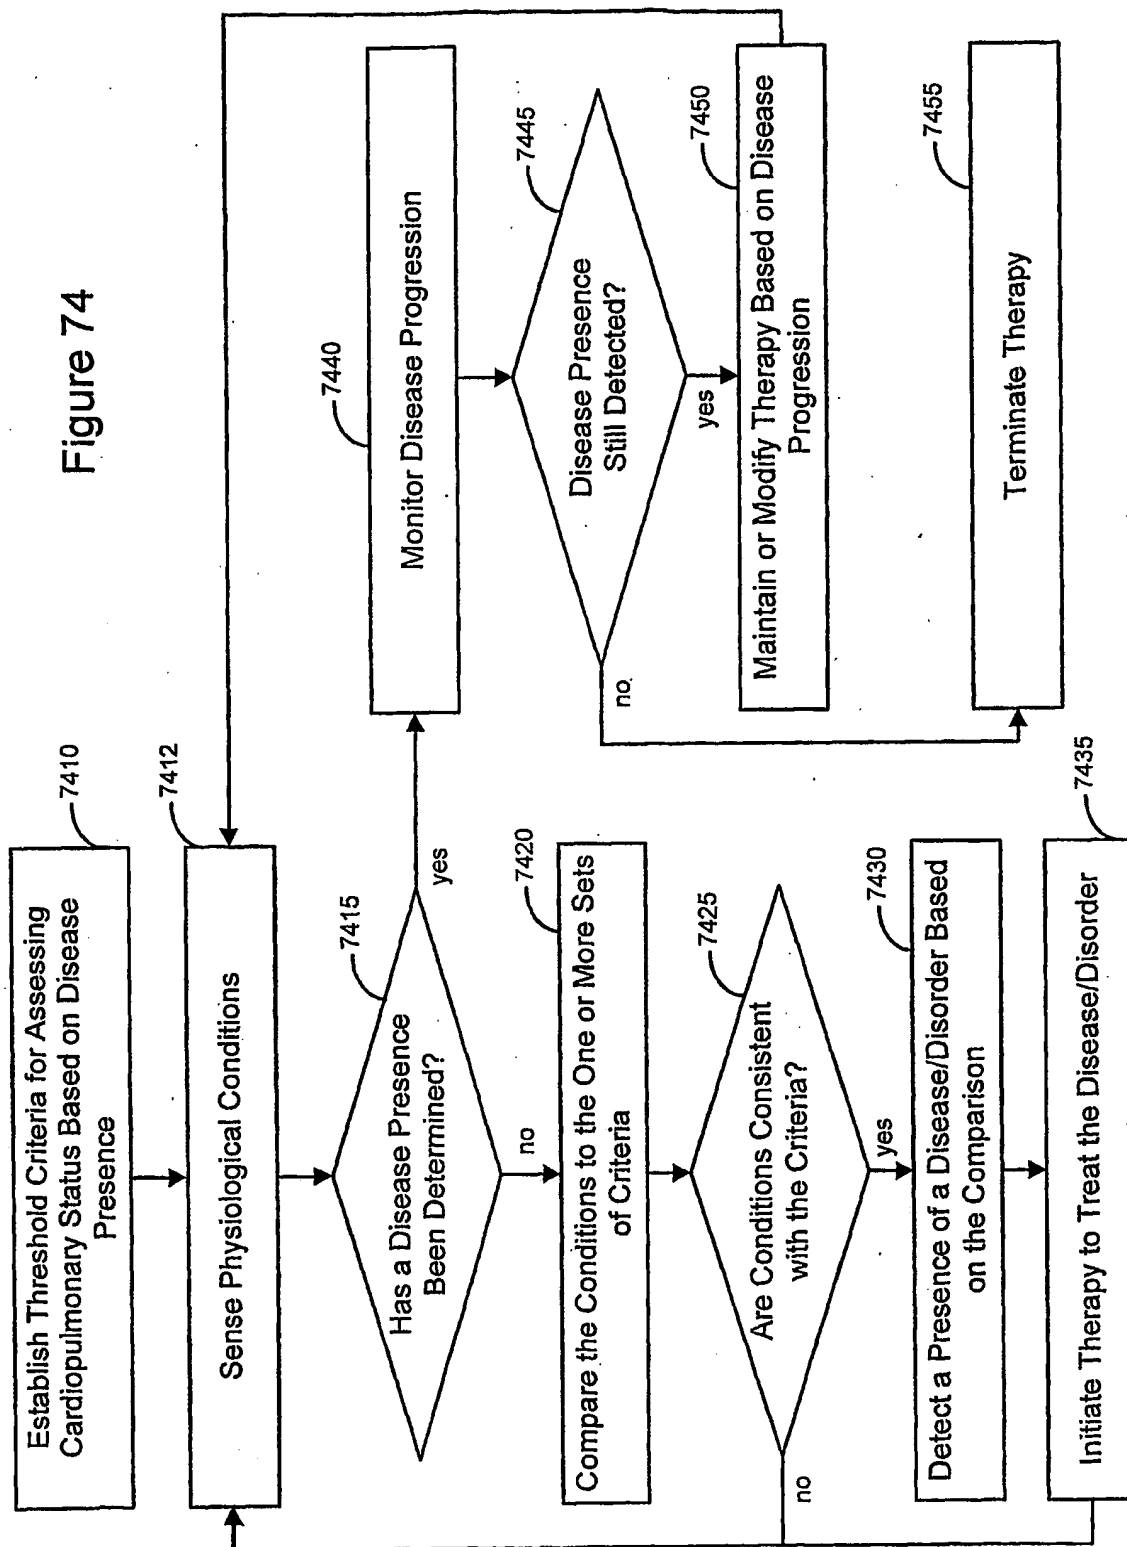 Figure 74
Establish Threshold Criteria for Assessing
Cardiopulmonary Status Based on Disease
Presence
7410
Sense Physiological Conditions
7412
Has a Disease Presence
Been Determined?
7415
yes
no
Compare the Conditions to the One or More Sets
of Criteria
7420
Are Conditions Consistent
with the Criteria?
7425
no
yes
Detect a Presence of a Disease/Disorder Based
on the Comparison
7430
Initiate Therapy to Treat the Disease/Disorder
7435
Monitor Disease Progression
7440
Disease Presence
Still Detected?
7445
no
yes
Maintain or Modify Therapy Based on Disease
Progression
7450
Terminate Therapy
7455